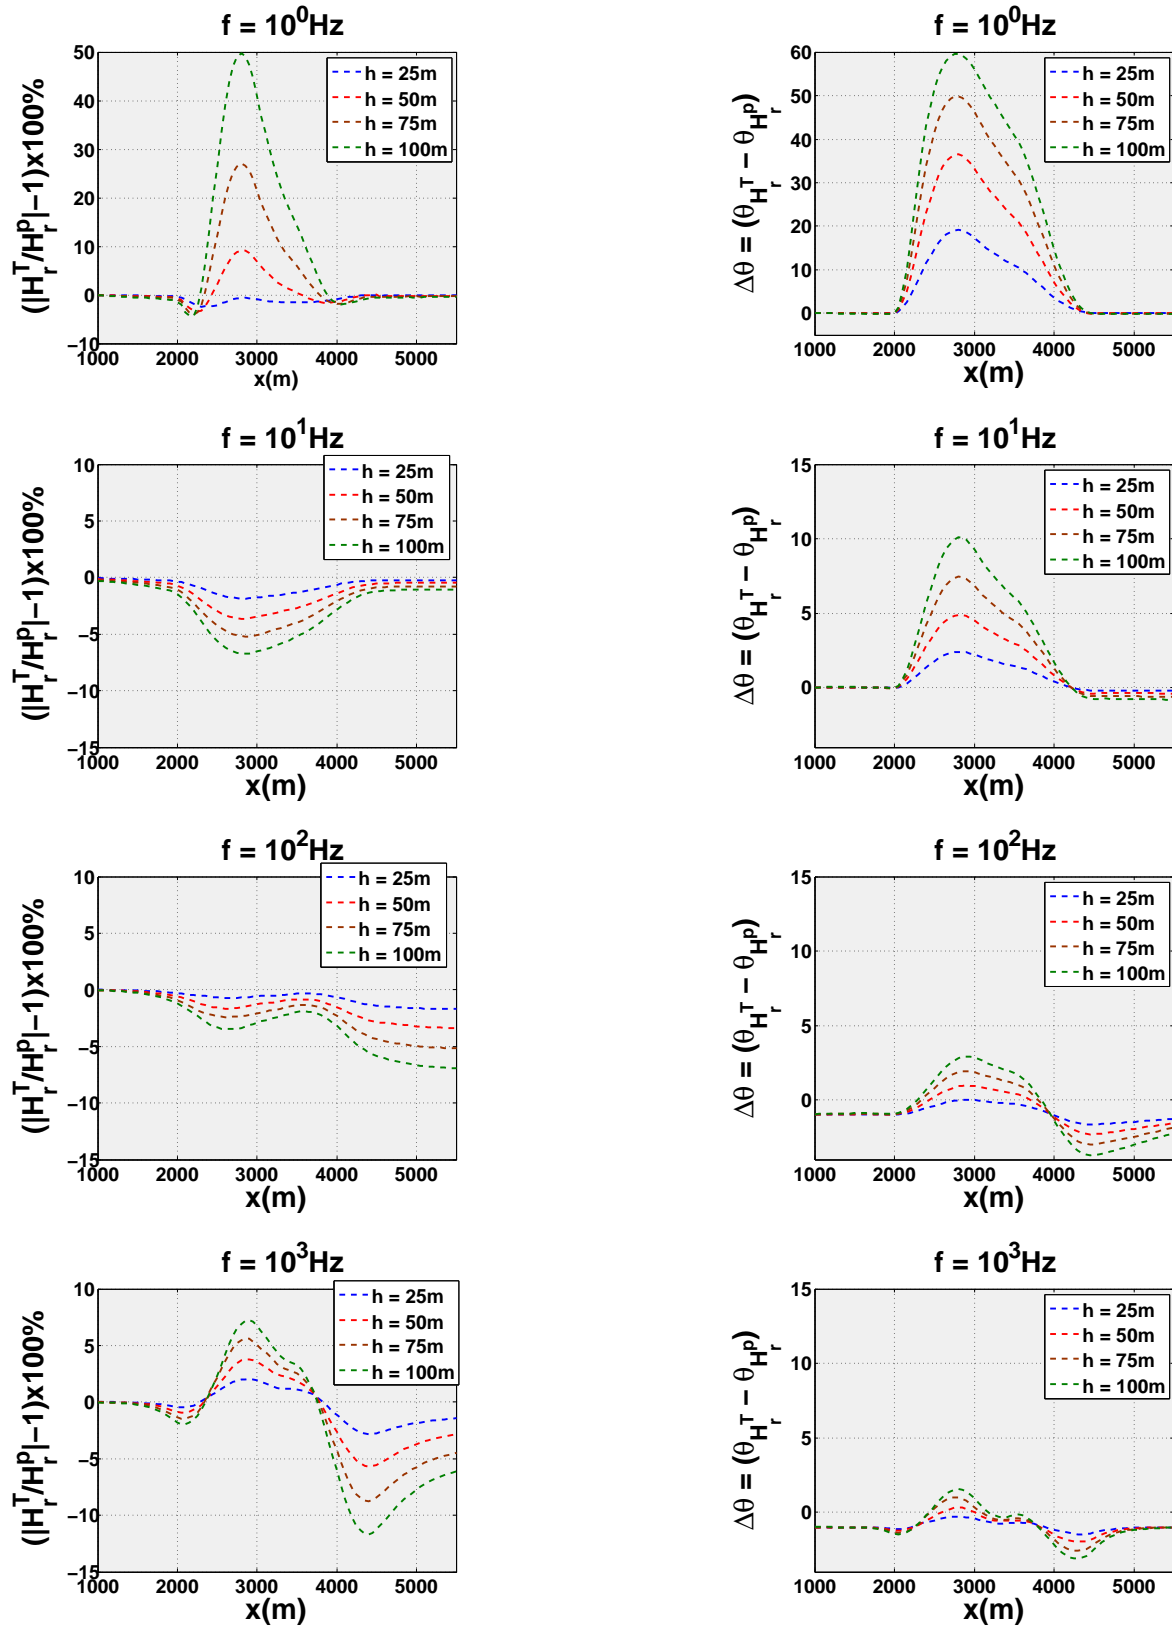 f = 10⁰Hz
(|H_r^T/H_r^p|−1)x100%
50
40
30
20
10
0
−10
h = 25m
h = 50m
h = 75m
h = 100m
1000 2000 3000 4000 5000
x(m)
f = 10⁰Hz
Δθ = (θ_{H_r^T} − θ_{H_r^p})
60
50
40
30
20
10
0
h = 25m
h = 50m
h = 75m
h = 100m
1000 2000 3000 4000 5000
x(m)
f = 10¹Hz
(|H_r^T/H_r^p|−1)x100%
10
5
0
−5
−10
−15
h = 25m
h = 50m
h = 75m
h = 100m
1000 2000 3000 4000 5000
x(m)
f = 10¹Hz
Δθ = (θ_{H_r^T} − θ_{H_r^p})
15
10
5
0
h = 25m
h = 50m
h = 75m
h = 100m
1000 2000 3000 4000 5000
x(m)
f = 10²Hz
(|H_r^T/H_r^p|−1)x100%
10
5
0
−5
−10
−15
h = 25m
h = 50m
h = 75m
h = 100m
1000 2000 3000 4000 5000
x(m)
f = 10²Hz
Δθ = (θ_{H_r^T} − θ_{H_r^p})
15
10
5
0
h = 25m
h = 50m
h = 75m
h = 100m
1000 2000 3000 4000 5000
x(m)
f = 10³Hz
(|H_r^T/H_r^p|−1)x100%
10
5
0
−5
−10
−15
h = 25m
h = 50m
h = 75m
h = 100m
1000 2000 3000 4000 5000
x(m)
f = 10³Hz
Δθ = (θ_{H_r^T} − θ_{H_r^p})
15
10
5
0
h = 25m
h = 50m
h = 75m
h = 100m
1000 2000 3000 4000 5000
x(m)